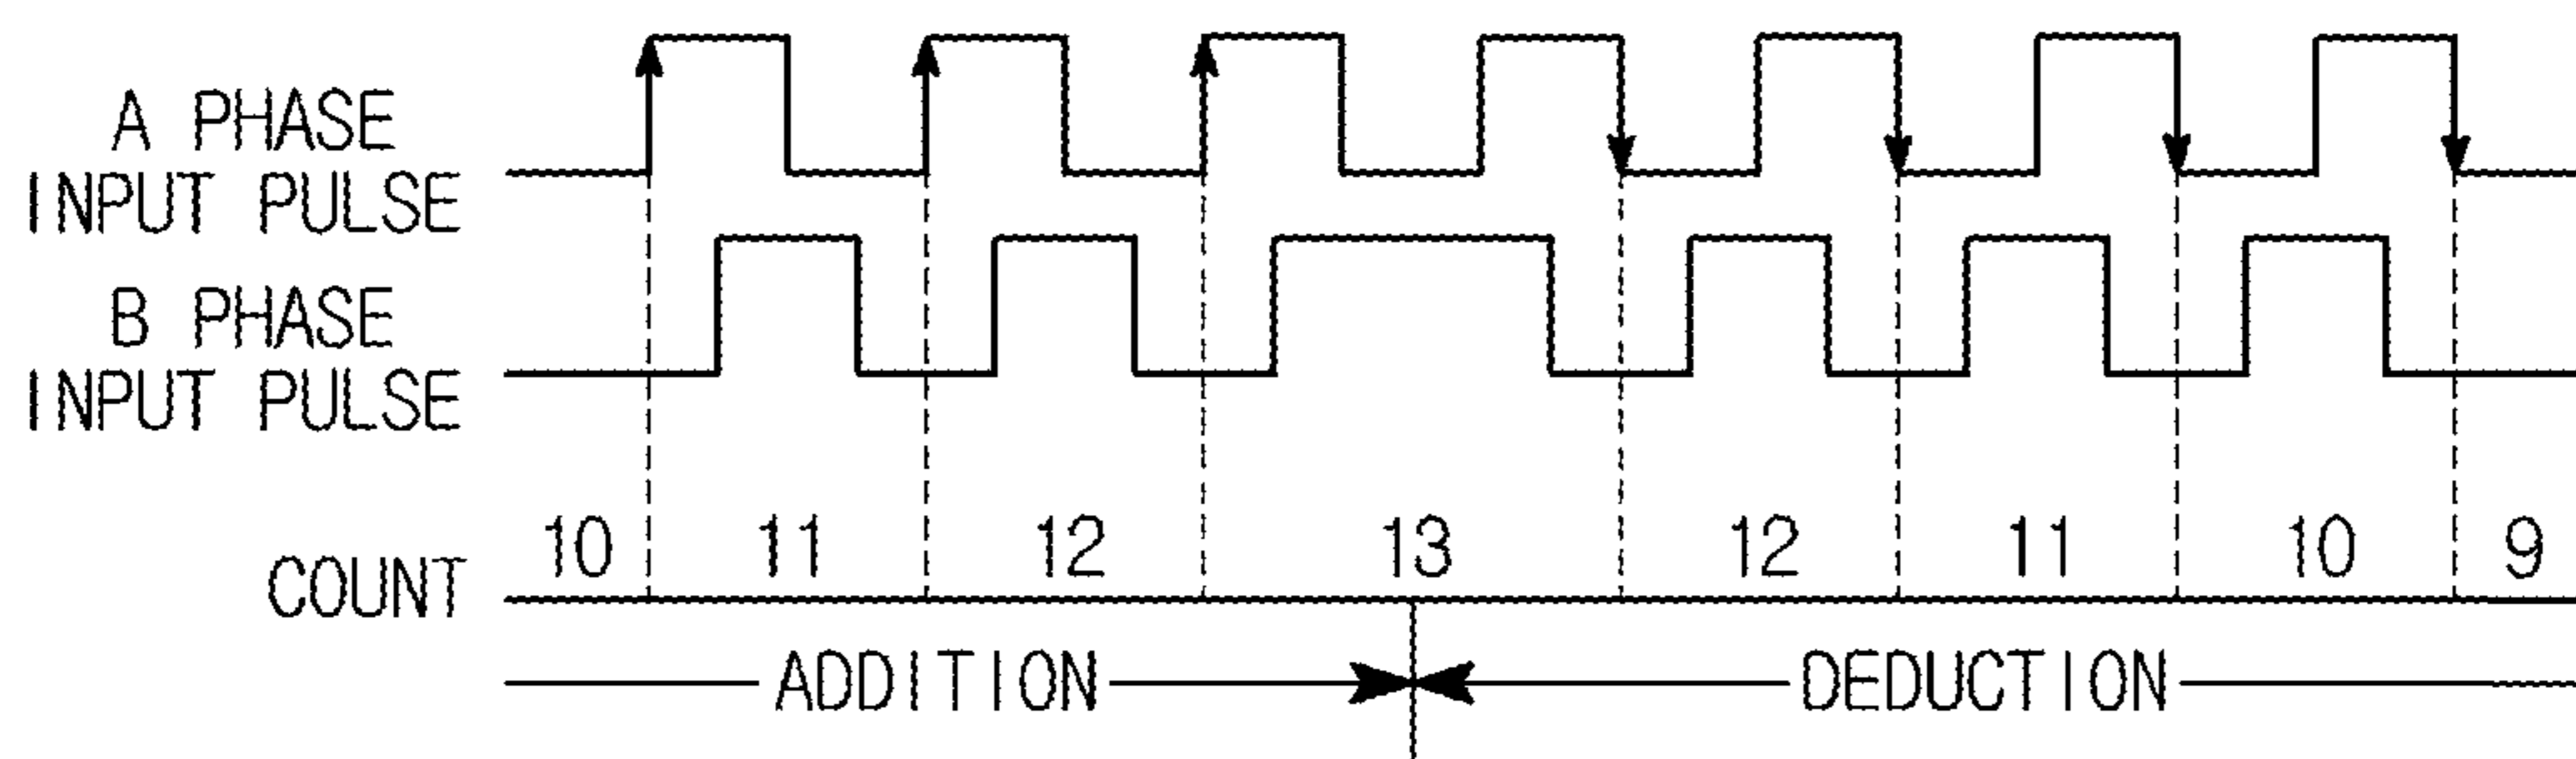 A PHASE
INPUT PULSE
B PHASE
INPUT PULSE
10 11 12 13 12 11 10 9
COUNT
ADDITION DEDUCTION